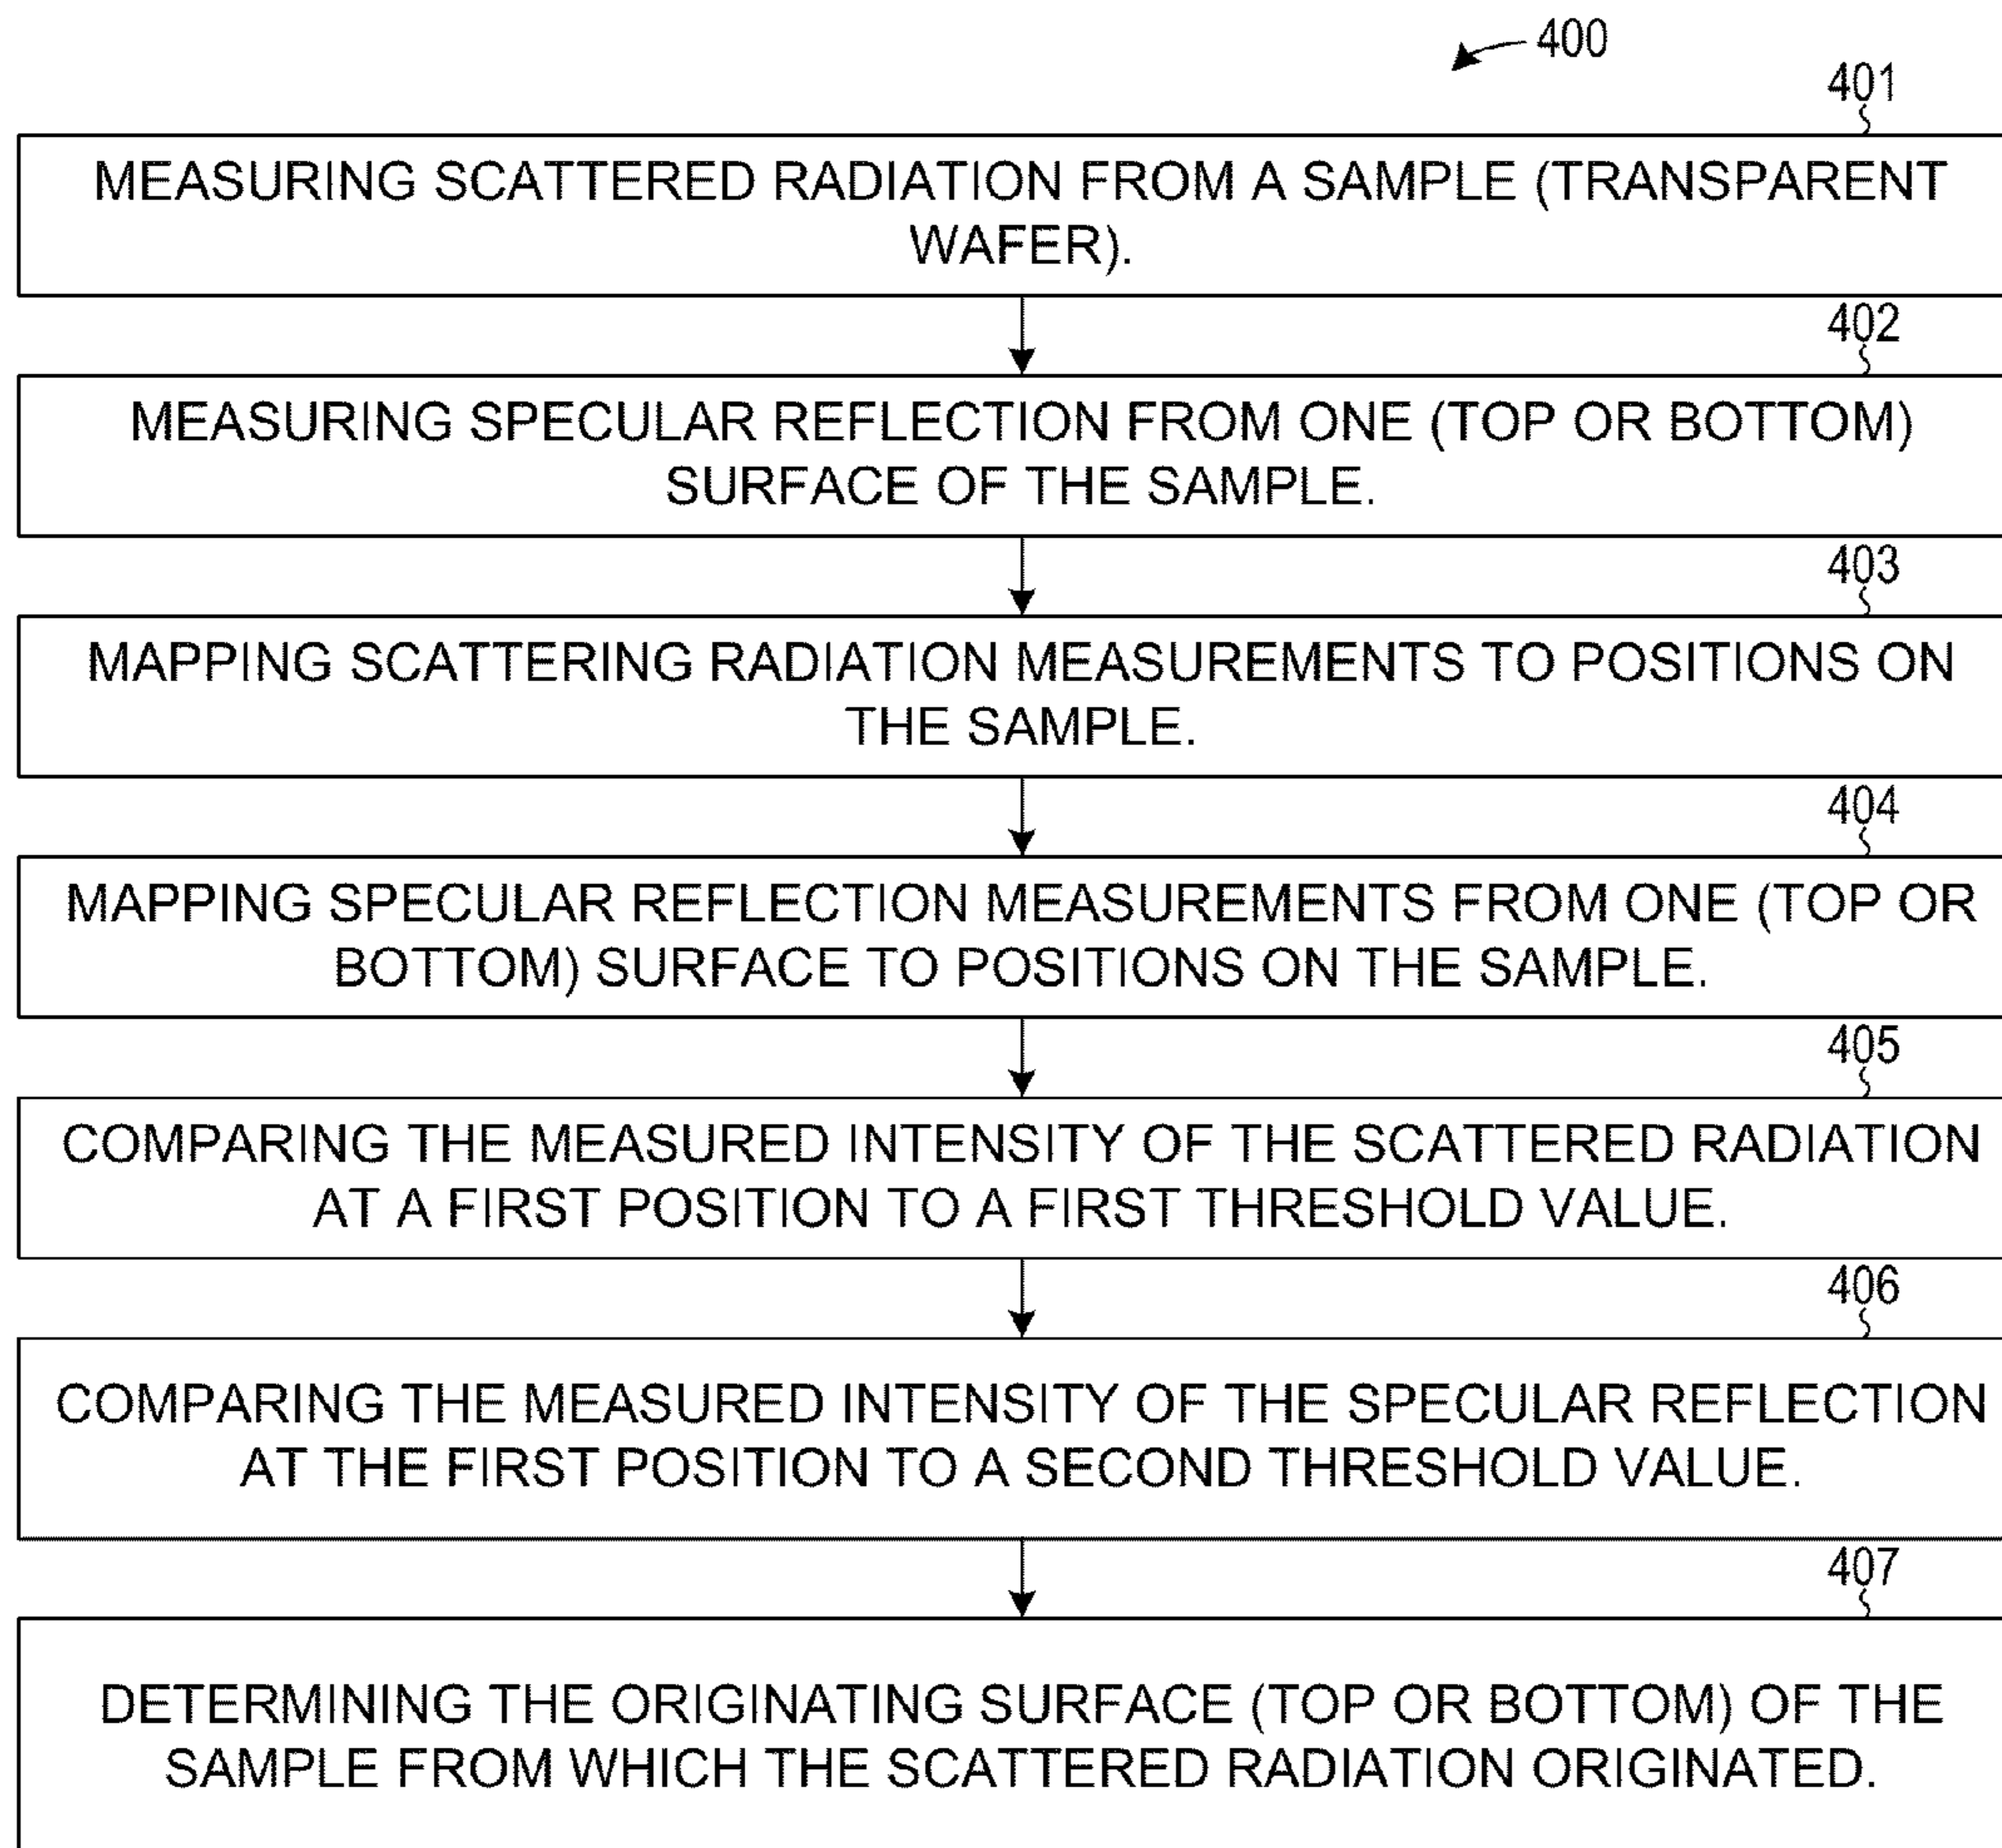 400
401
MEASURING SCATTERED RADIATION FROM A SAMPLE (TRANSPARENT
WAFER).
402
MEASURING SPECULAR REFLECTION FROM ONE (TOP OR BOTTOM)
SURFACE OF THE SAMPLE.
403
MAPPING SCATTERING RADIATION MEASUREMENTS TO POSITIONS ON
THE SAMPLE.
404
MAPPING SPECULAR REFLECTION MEASUREMENTS FROM ONE (TOP OR
BOTTOM) SURFACE TO POSITIONS ON THE SAMPLE.
405
COMPARING THE MEASURED INTENSITY OF THE SCATTERED RADIATION
AT A FIRST POSITION TO A FIRST THRESHOLD VALUE.
406
COMPARING THE MEASURED INTENSITY OF THE SPECULAR REFLECTION
AT THE FIRST POSITION TO A SECOND THRESHOLD VALUE.
407
DETERMINING THE ORIGINATING SURFACE (TOP OR BOTTOM) OF THE
SAMPLE FROM WHICH THE SCATTERED RADIATION ORIGINATED.